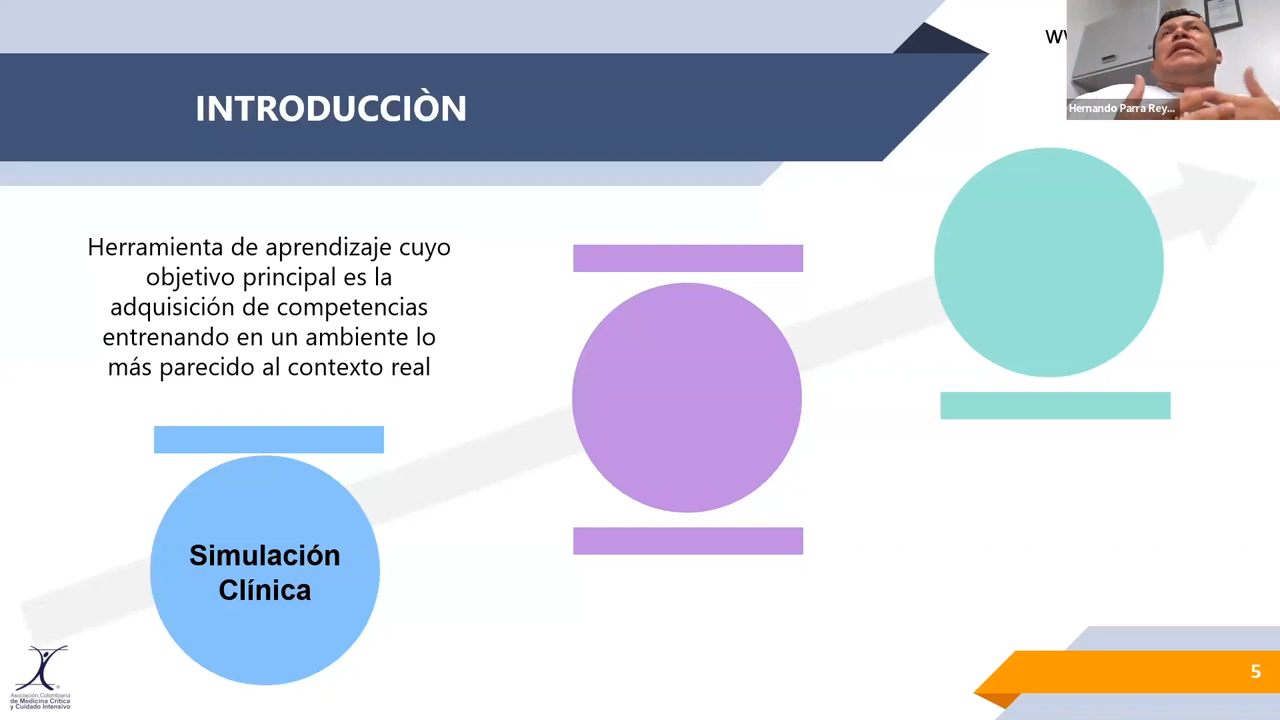 INTRODUCCIÒN
Hernando Parra Rey...
Herramienta de aprendizaje cuyo
objetivo principal es la
adquisición de competencias
entrenando en un ambiente lo
más parecido al contexto real
Simulación
Clínica
Asociación Colombiana
de Medicina Crítica
y Cuidado Intensivo
5